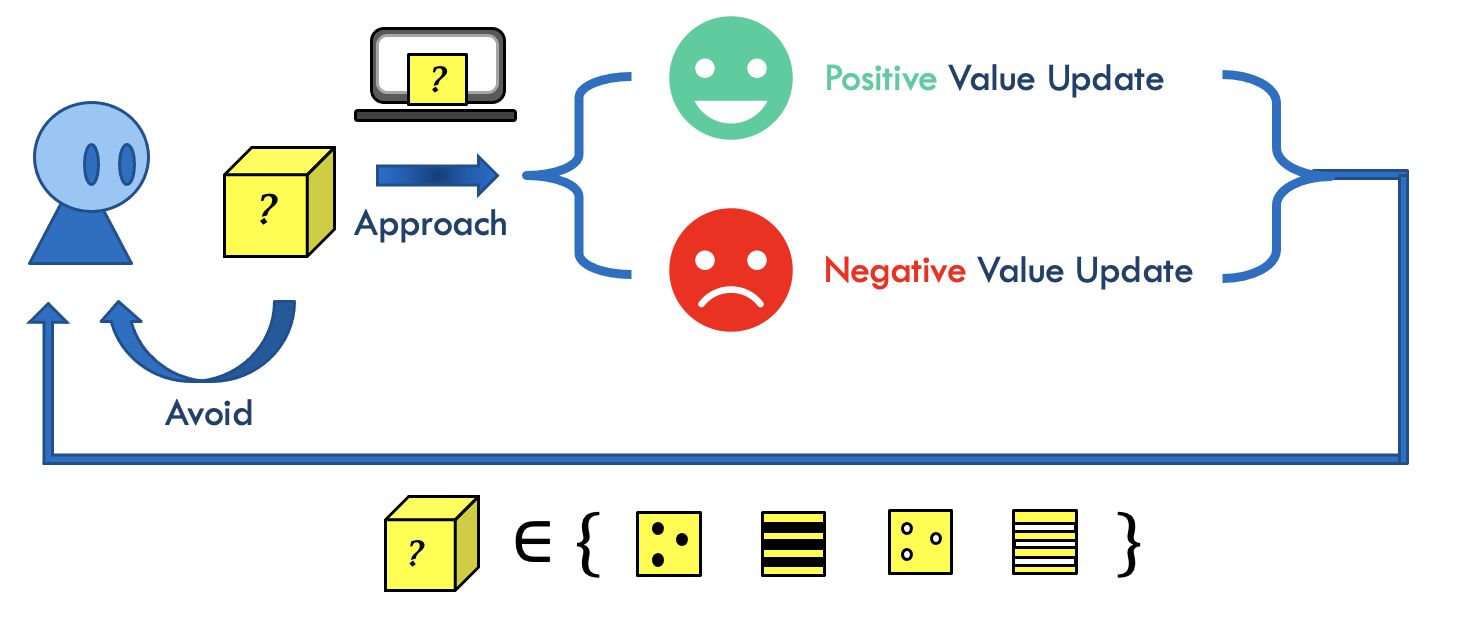 ?
Positive Value Update
?
Approach
Negative Value Update
Avoid
? ∈ { }